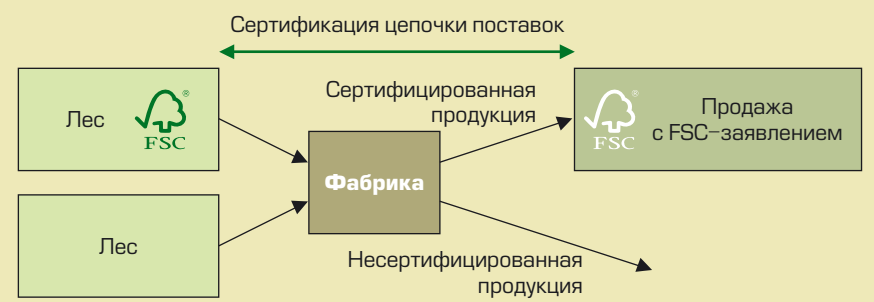 Сертификация цепочки поставок
Лес
®
FSC
Сертифицированная
продукция
®
FSC
Продажа
с FSC-заявлением
Фабрика
Лес
Несертифицированная
продукция